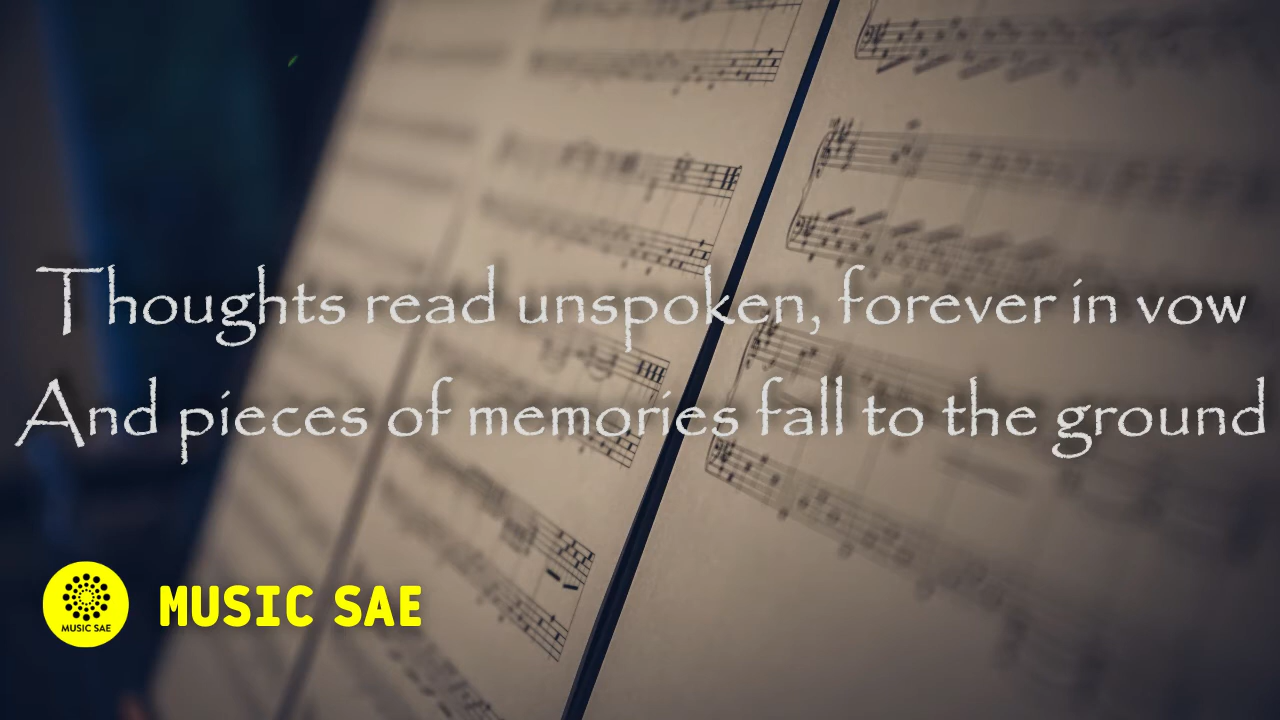 Thoughts read unspoken, forever in vow
And pieces of memories fall to the ground
MUSIC SAE
MUSIC SAE